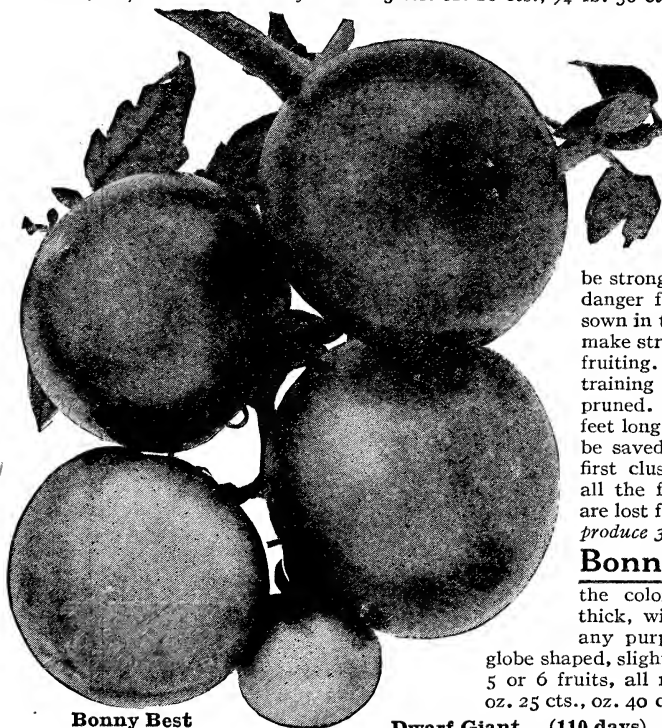 be strong
danger f
sown in t
make str
fruiting.
training
pruned.
feet long
be saved
first clus
all the f
are lost f
produce 3
Bonn
the colo
thick, wi
any purp
globe shaped, slight
5 or 6 fruits, all r
oz. 25 cts., oz. 40 c
Bonny Best
Dwarf Giant (110 days)